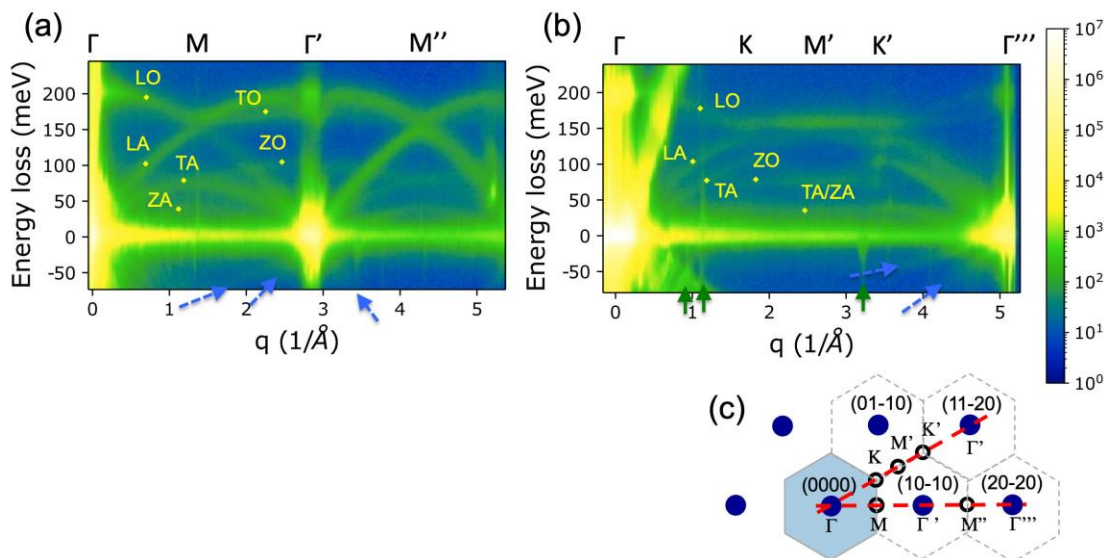 (a)
Γ M Γ' M''
Energy loss (meV)
200
150
100
50
0
-50
LO
TO
LA
TA
ZO
ZA
0 1 2 3 4 5
q (1/Å)
(b)
Γ K M' K' Γ'''
Energy loss (meV)
200
150
100
50
0
-50
LO
LA
ZO
TA
TA/ZA
0 1 2 3 4 5
q (1/Å)
10⁷
10⁶
10⁵
10⁴
10³
10²
10¹
10⁰
(c)
(01-10) (11-20)
K M' K'
Γ'
(0000) (10-10) (20-20)
Γ M Γ ' M'' Γ'''